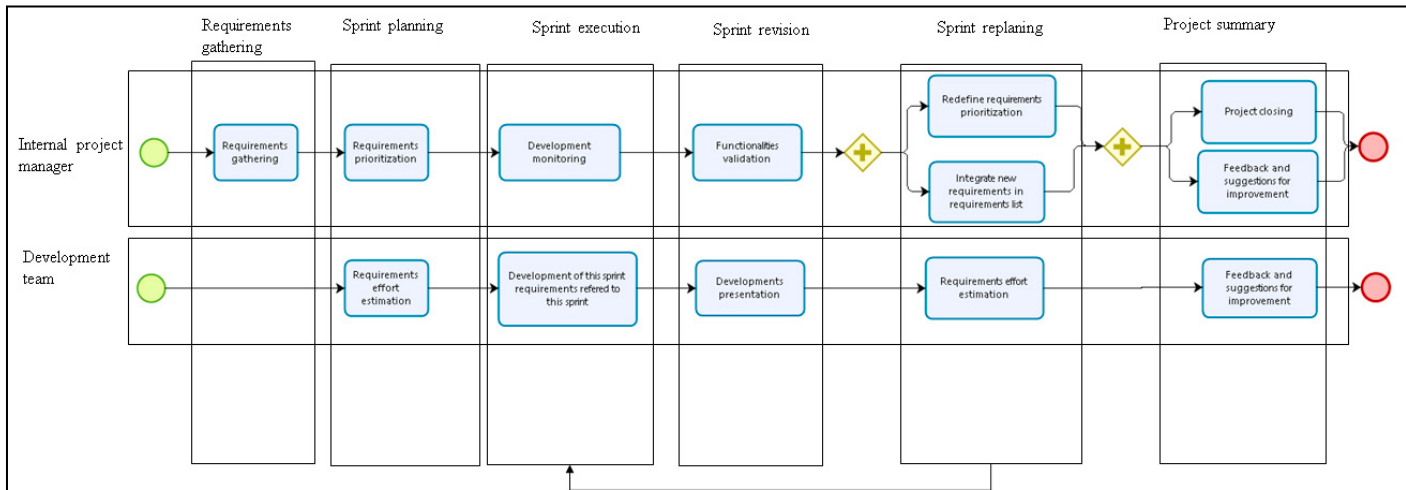 Requirements
gathering
Sprint planning
Sprint execution
Sprint revision
Sprint replaning
Project summary
Internal project
manager
Requirements
gathering
Requirements
prioritization
Development
monitoring
Functionalities
validation
Redefine requirements
prioritization
Integrate new
requirements in
requirements list
Project closing
Feedback and
suggestions for
improvement
Development
team
Requirements
effort
estimation
Development of this sprint
requirements refered to
this sprint
Developments
presentation
Requirements effort
estimation
Feedback and
suggestions for
improvement